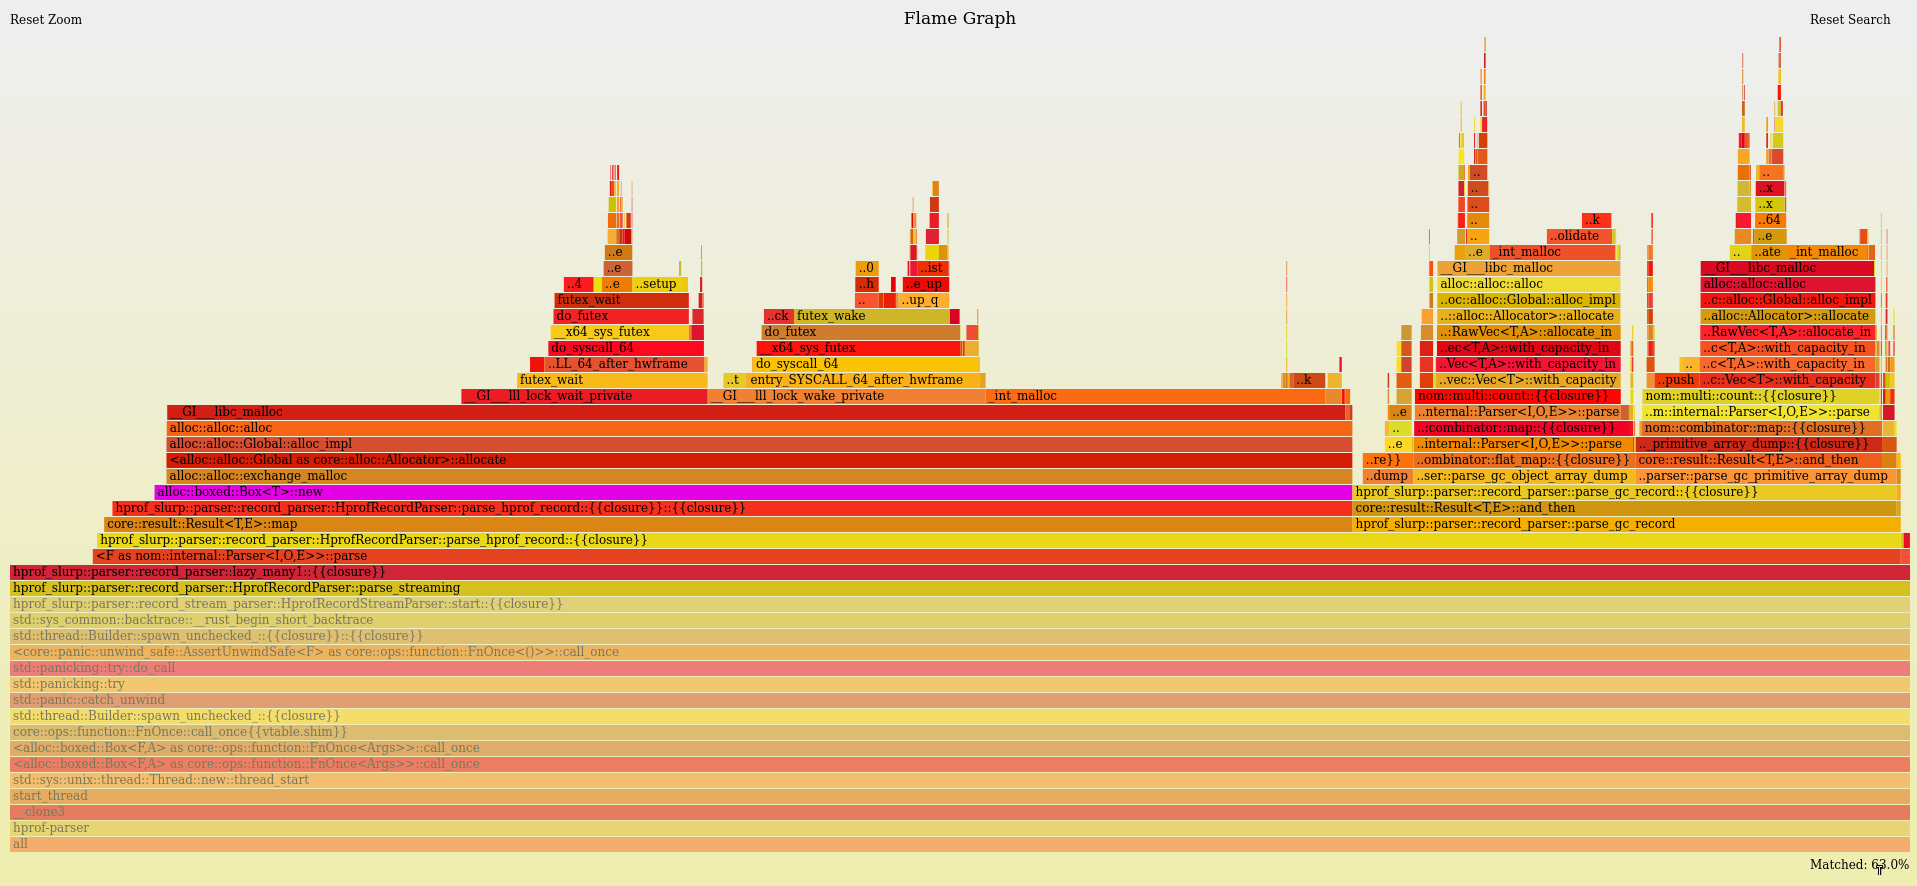 Reset Zoom Flame Graph Reset Search
..k
..x ..x
..64
..k
..olidate ..e
..e _int_malloc .. ..ate _int_malloc
..e ..e
..0 ..ist __GI___libc_malloc __GI___libc_malloc
..4 ..e ..setup ..h ..e_up alloc::alloc::alloc alloc::alloc::alloc
futex_wait .. ..up_q ..oc::alloc::Global::alloc_impl ..c::alloc::Global::alloc_impl
do_futex ..ck futex_wake ..::alloc::Allocator>::allocate ..alloc::Allocator>::allocate
__x64_sys_futex do_futex ..:RawVec<T,A>::allocate_in ..RawVec<T,A>::allocate_in
do_syscall_64 __x64_sys_futex ..ec<T,A>::with_capacity_in ..c<T,A>::with_capacity_in
..LL_64_after_hwframe do_syscall_64 ..Vec<T,A>::with_capacity_in .. ..c<T,A>::with_capacity_in
futex_wait ..t entry_SYSCALL_64_after_hwframe ..k ..vec::Vec<T>::with_capacity ..push ..c::Vec<T>::with_capacity
__GI___lll_lock_wait_private __GI___lll_lock_wake_private _int_malloc nom::multi::count::{{closure}} nom::multi::count::{{closure}}
__GI___libc_malloc ..e ..nternal::Parser<I,O,E>>::parse ..m::internal::Parser<I,O,E>>::parse
alloc::alloc::alloc .. ..:combinator::map::{{closure}} nom::combinator::map::{{closure}}
alloc::alloc::Global::alloc_impl ..e ..internal::Parser<I,O,E>>::parse .._primitive_array_dump::{{closure}}
<alloc::alloc::Global as core::alloc::Allocator>::allocate ..re}} ..ombinator::flat_map::{{closure}} core::result::Result<T,E>::and_then
alloc::alloc::exchange_malloc ..dump ..ser::parse_gc_object_array_dump ..parser::parse_gc_primitive_array_dump
alloc::boxed::Box<T>::new hprof_slurp::parser::record_parser::parse_gc_record::{{closure}}
hprof_slurp::parser::record_parser::HprofRecordParser::parse_hprof_record::{{closure}}::{{closure}} core::result::Result<T,E>::and_then
core::result::Result<T,E>::map hprof_slurp::parser::record_parser::parse_gc_record
hprof_slurp::parser::record_parser::HprofRecordParser::parse_hprof_record::{{closure}}
<F as nom::internal::Parser<I,O,E>>::parse
hprof_slurp::parser::record_parser::lazy_many1::{{closure}}
hprof_slurp::parser::record_parser::HprofRecordParser::parse_streaming
hprof_slurp::parser::record_stream_parser::HprofRecordStreamParser::start::{{closure}}
std::sys_common::backtrace::__rust_begin_short_backtrace
std::thread::Builder::spawn_unchecked_::{{closure}}::{{closure}}
<core::panic::unwind_safe::AssertUnwindSafe<F> as core::ops::function::FnOnce<()>>::call_once
std::panicking::try::do_call
std::panicking::try
std::panic::catch_unwind
std::thread::Builder::spawn_unchecked_::{{closure}}
core::ops::function::FnOnce::call_once{{vtable.shim}}
<alloc::boxed::Box<F,A> as core::ops::function::FnOnce<Args>>::call_once
<alloc::boxed::Box<F,A> as core::ops::function::FnOnce<Args>>::call_once
std::sys::unix::thread::Thread::new::thread_start
start_thread
__clone3
hprof-parser
all
Matched: 63.0%